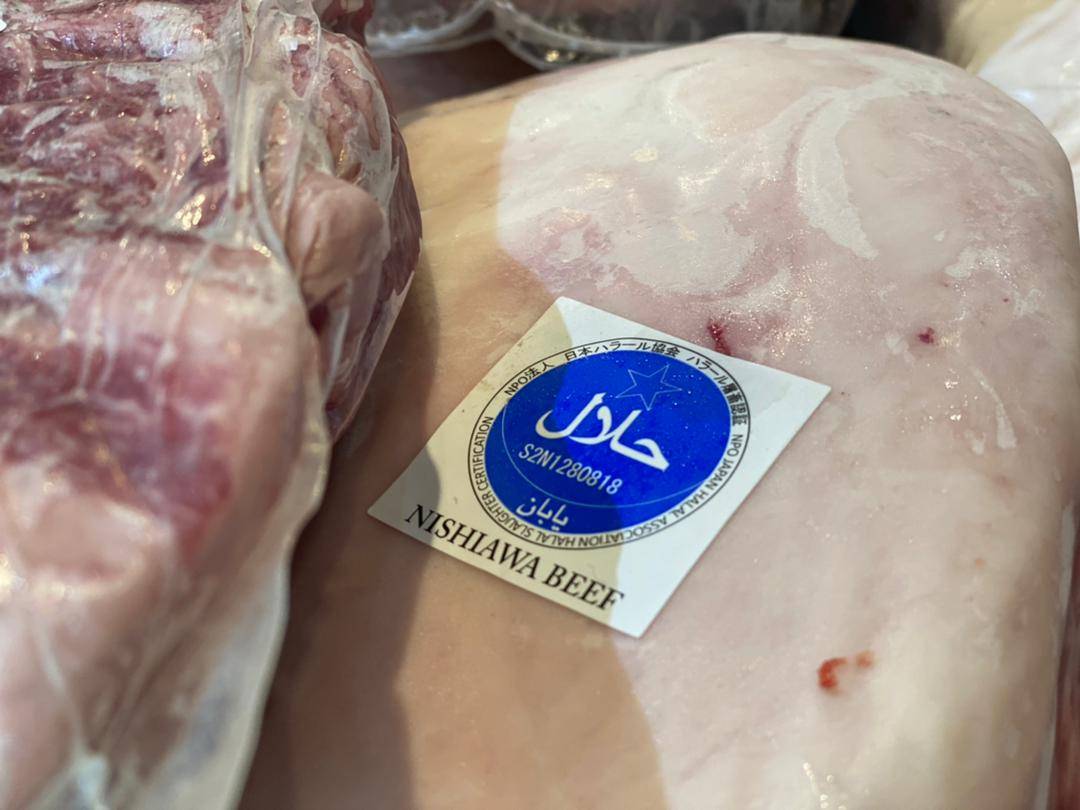 NPO法人 日本ハラール協会 ハラール屠畜認証
NPO JAPAN HALAL ASSOCIATION HALAL SLAUGHTER CERTIFICATION
حلال
S2N1280818
يابان
NISHIAWA BEEF